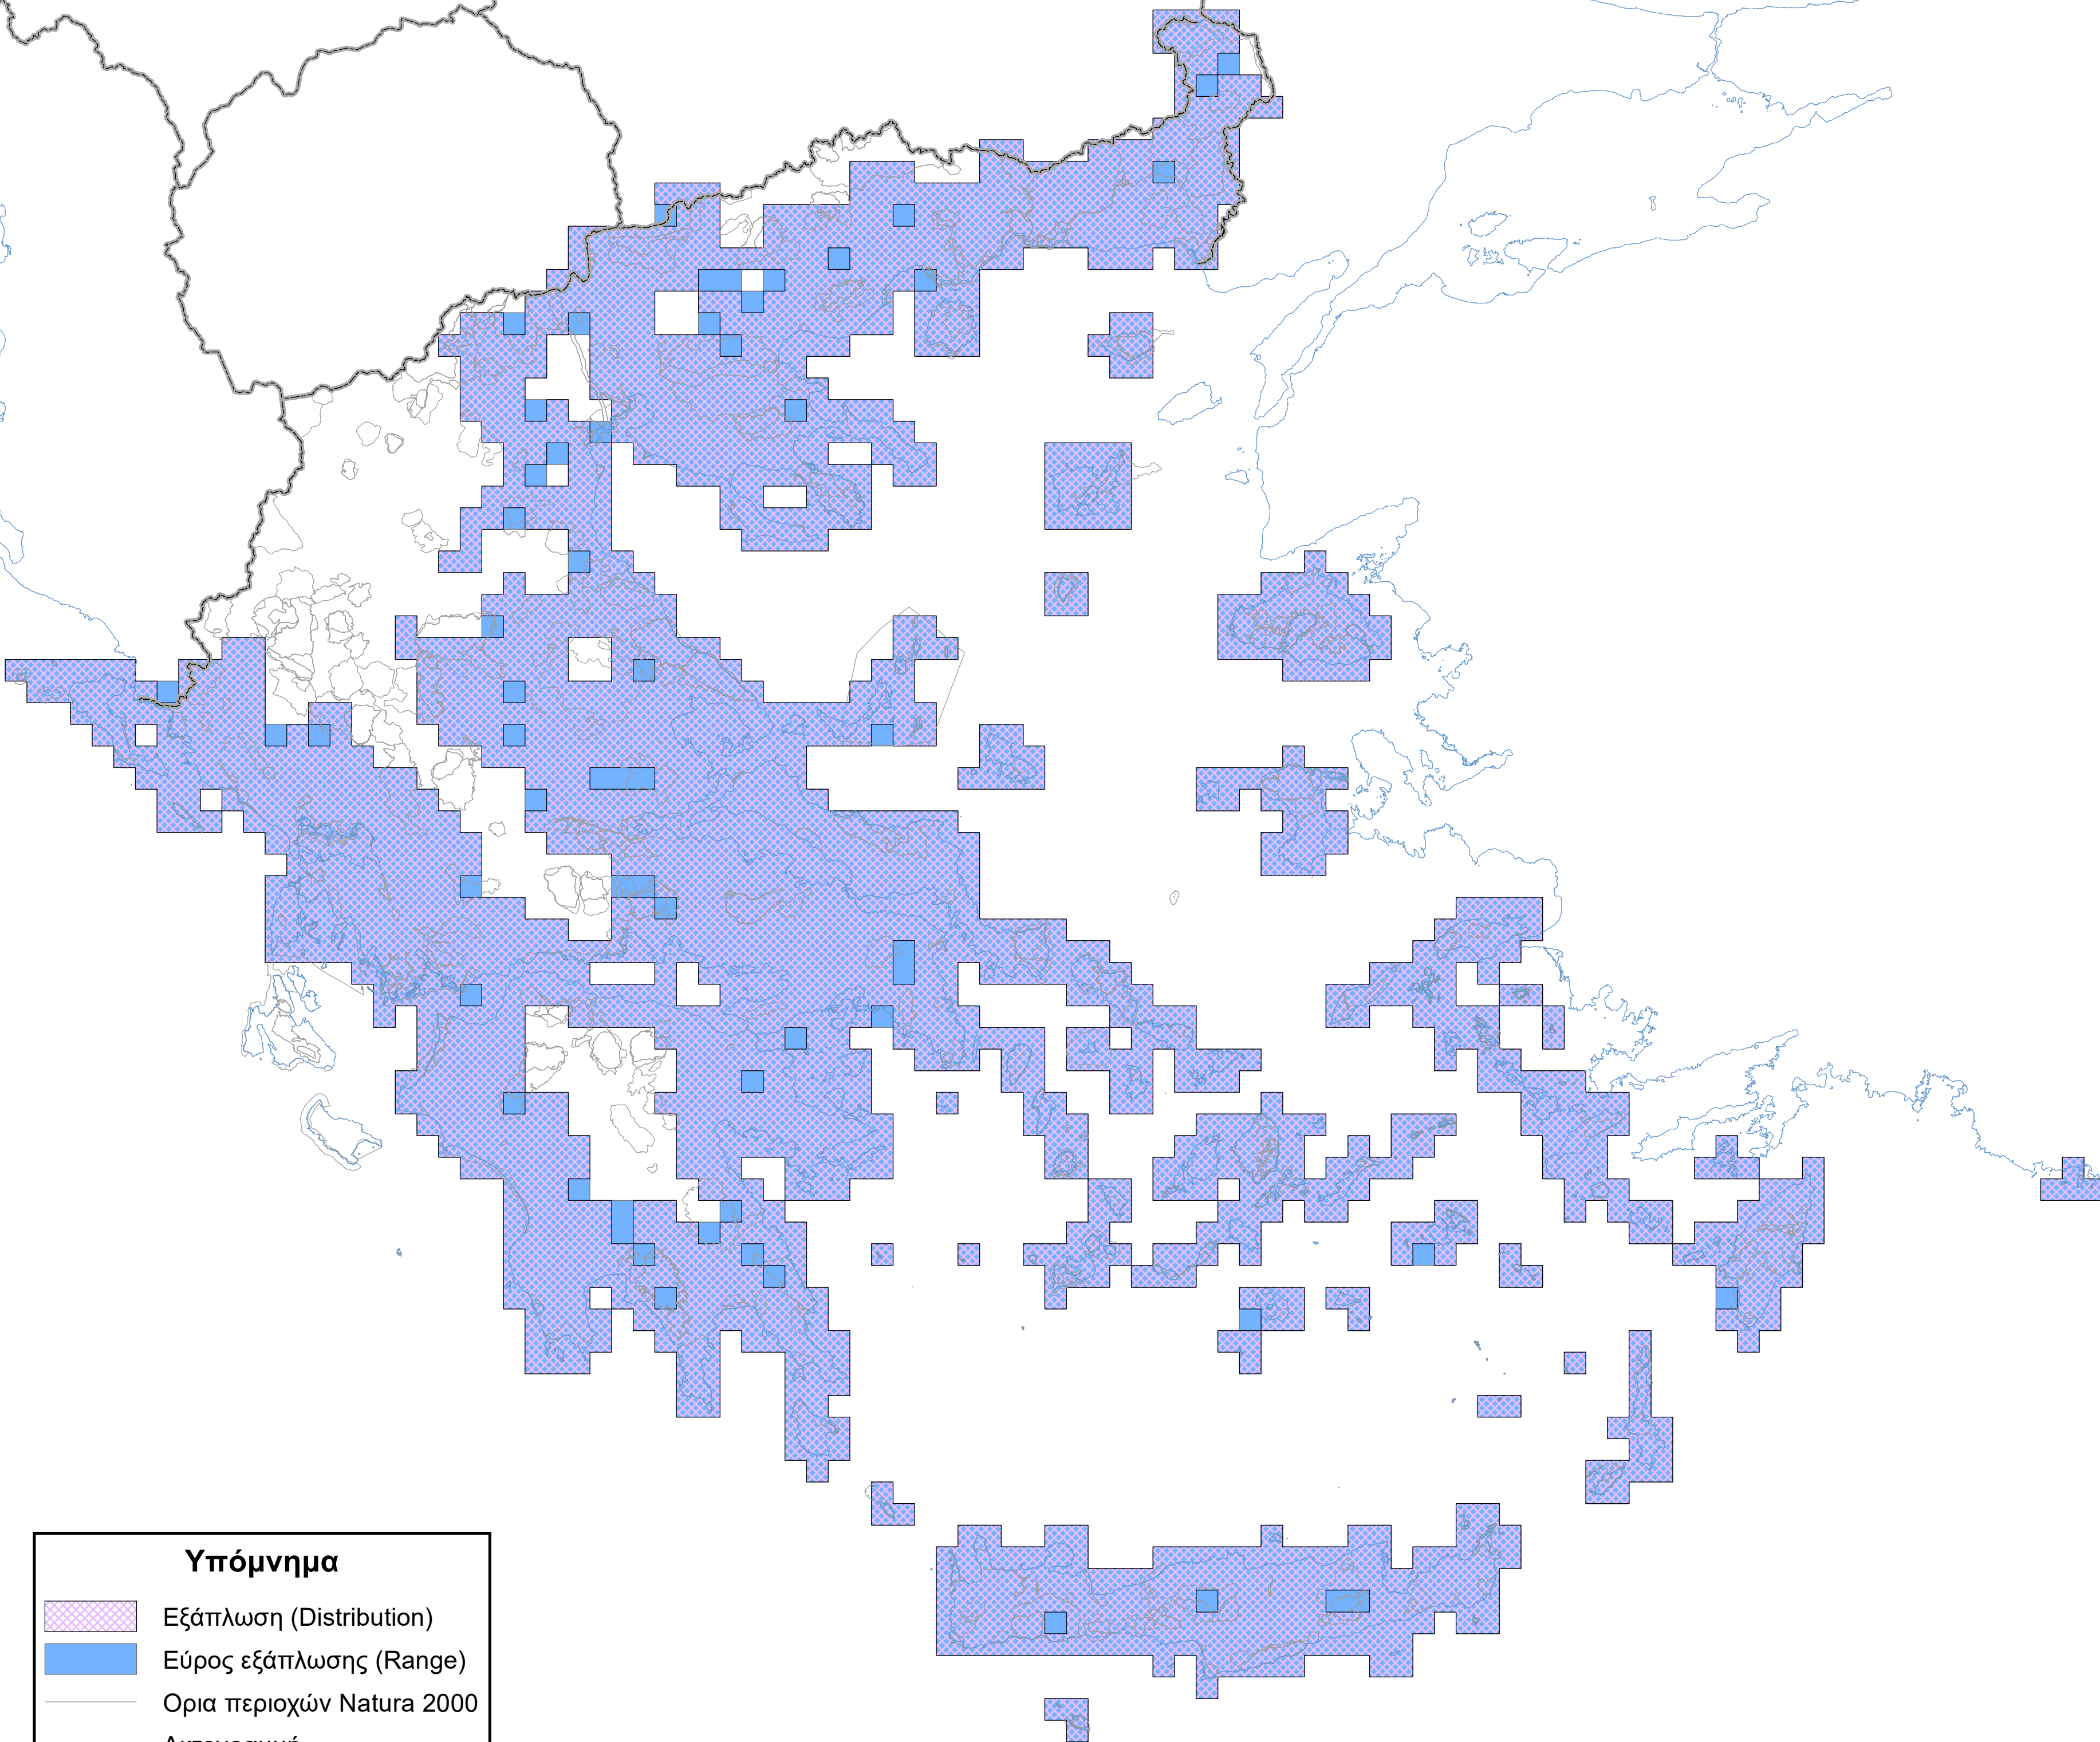 Υπόμνημα
Εξάπλωση (Distribution)
Εύρος εξάπλωσης (Range)
Ορια περιοχών Natura 2000